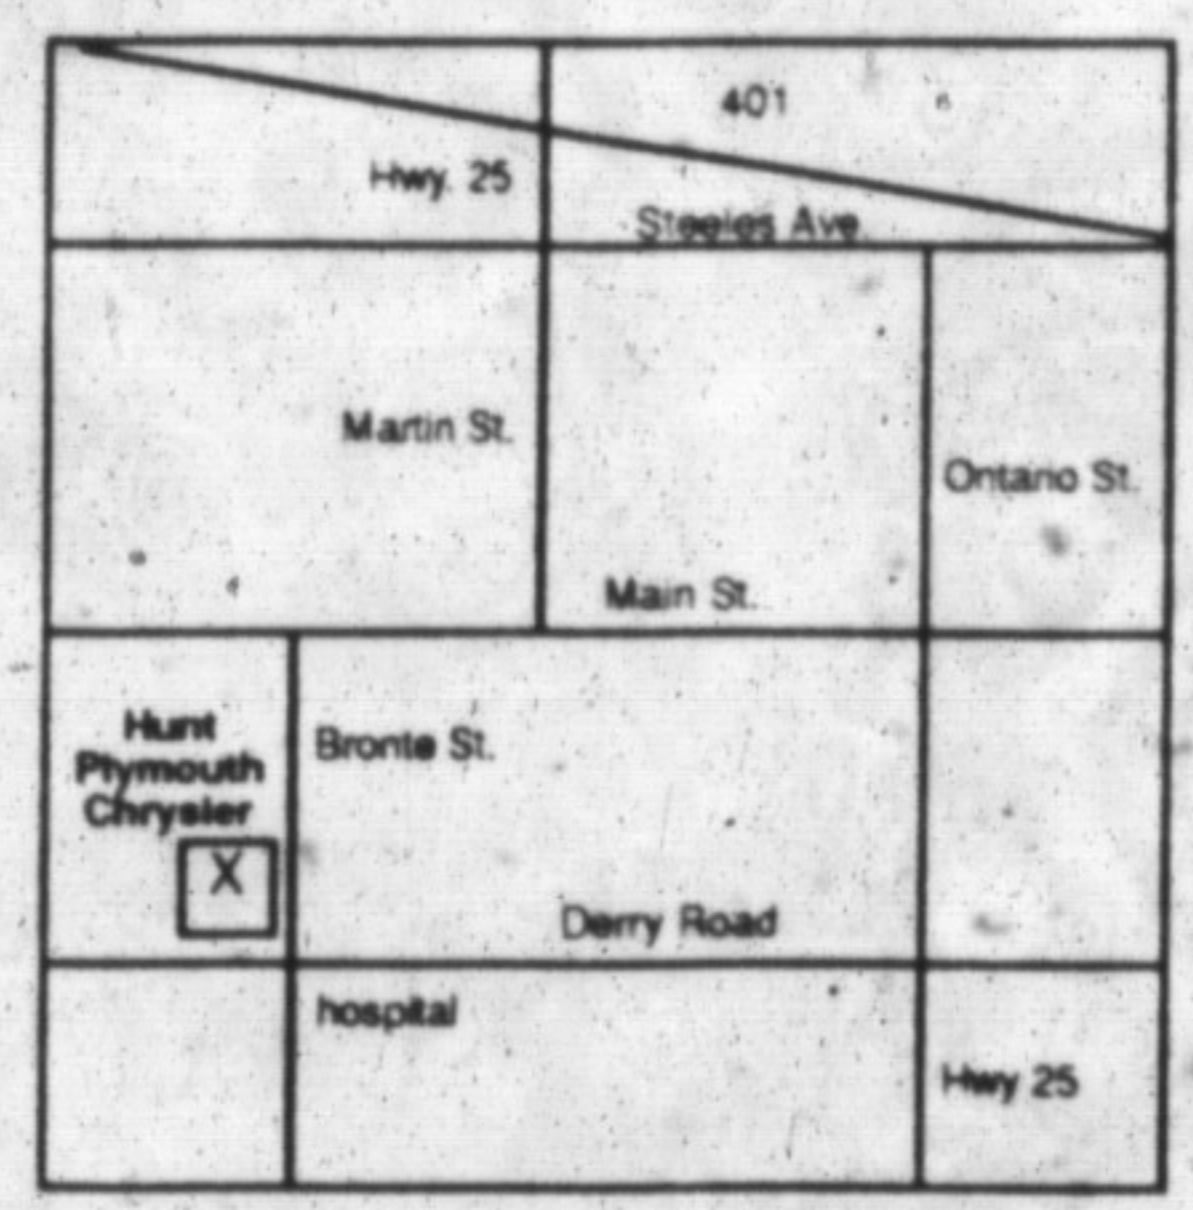 401
Hwy. 25
Steeles Ave.
Martin St.
Ontario St.
Main St.
Hunt
Plymouth
Chrysler
X
Bronte St.
Derry Road
hospital
Hwy 25